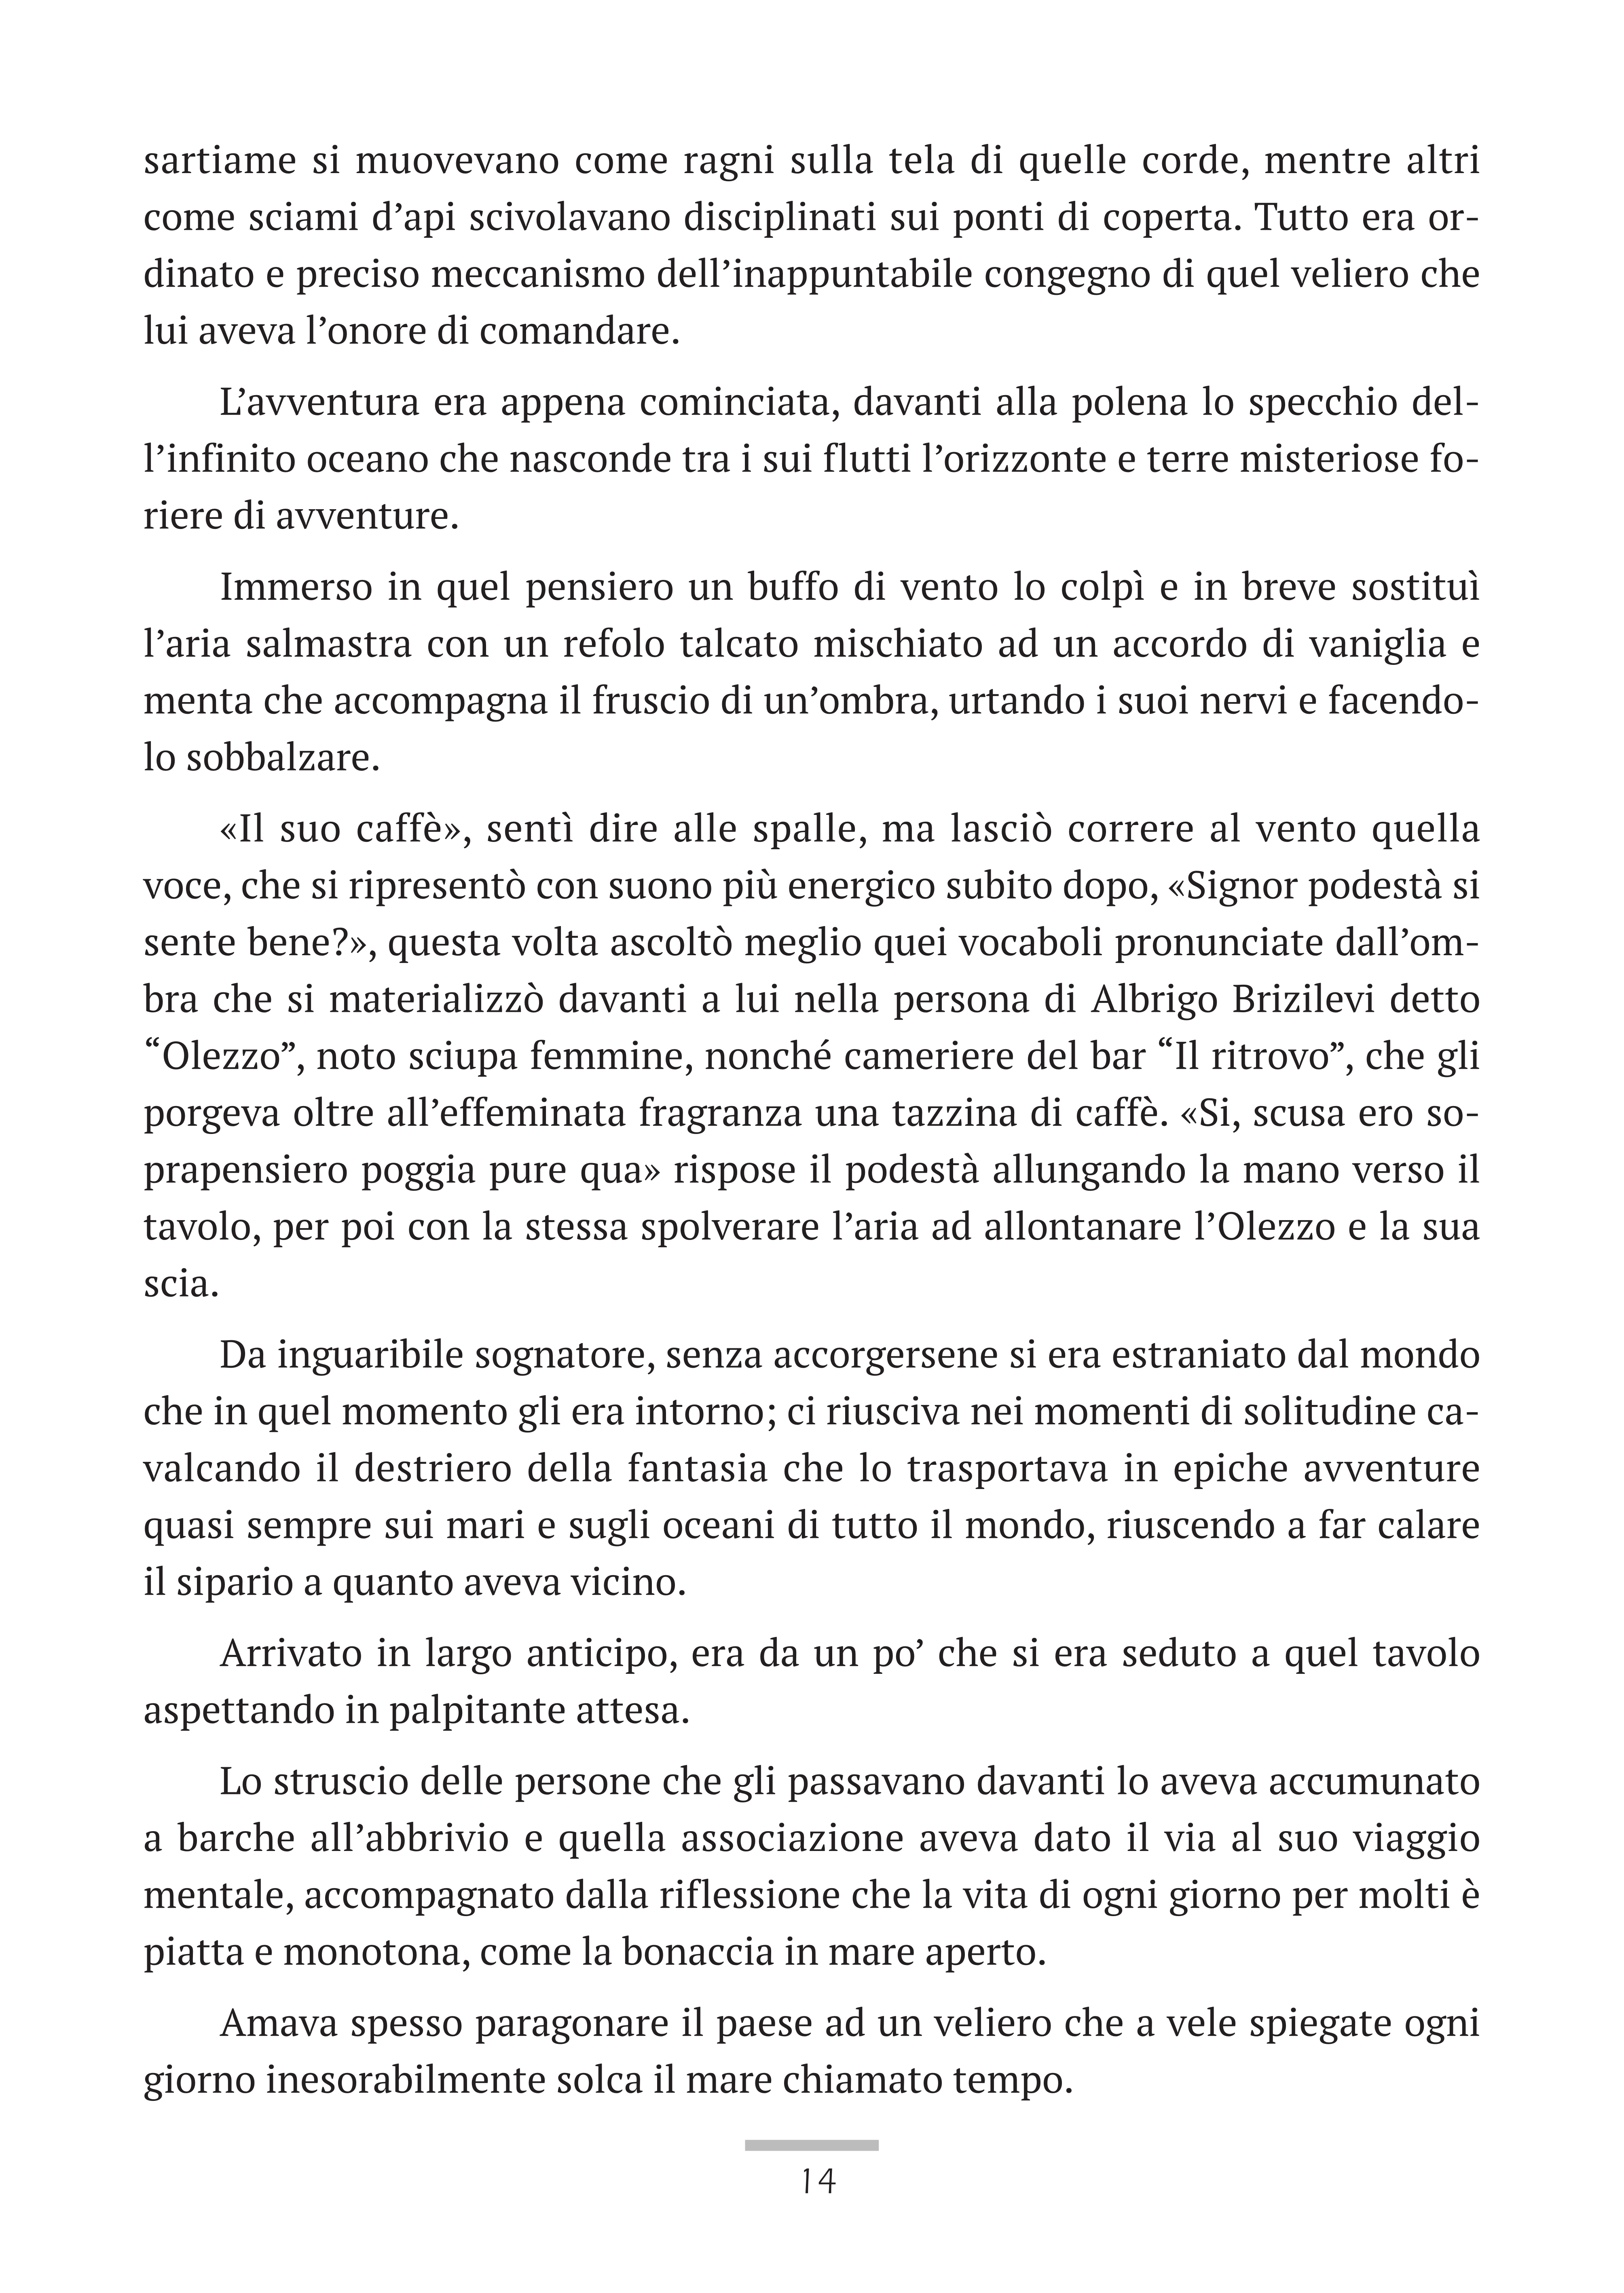 sartiame si muovevano come ragni sulla tela di quelle corde, mentre altri
come sciami d’api scivolavano disciplinati sui ponti di coperta. Tutto era or-
dinato e preciso meccanismo dell’inappuntabile congegno di quel veliero che
lui aveva l’onore di comandare.
L’avventura era appena cominciata, davanti alla polena lo specchio del-
l’infinito oceano che nasconde tra i sui flutti l’orizzonte e terre misteriose fo-
riere di avventure.
Immerso in quel pensiero un buffo di vento lo colpì e in breve sostituì
l’aria salmastra con un refolo talcato mischiato ad un accordo di vaniglia e
menta che accompagna il fruscio di un’ombra, urtando i suoi nervi e facendo-
lo sobbalzare.
«Il suo caffè», sentì dire alle spalle, ma lasciò correre al vento quella
voce, che si ripresentò con suono più energico subito dopo, «Signor podestà si
sente bene?», questa volta ascoltò meglio quei vocaboli pronunciate dall’om-
bra che si materializzò davanti a lui nella persona di Albrigo Brizilevi detto
“Olezzo”, noto sciupa femmine, nonché cameriere del bar “Il ritrovo”, che gli
porgeva oltre all’effeminata fragranza una tazzina di caffè. «Si, scusa ero so-
prapensiero poggia pure qua» rispose il podestà allungando la mano verso il
tavolo, per poi con la stessa spolverare l’aria ad allontanare l’Olezzo e la sua
scia.
Da inguaribile sognatore, senza accorgersene si era estraniato dal mondo
che in quel momento gli era intorno; ci riusciva nei momenti di solitudine ca-
valcando il destriero della fantasia che lo trasportava in epiche avventure
quasi sempre sui mari e sugli oceani di tutto il mondo, riuscendo a far calare
il sipario a quanto aveva vicino.
Arrivato in largo anticipo, era da un po’ che si era seduto a quel tavolo
aspettando in palpitante attesa.
Lo struscio delle persone che gli passavano davanti lo aveva accumunato
a barche all’abbrivio e quella associazione aveva dato il via al suo viaggio
mentale, accompagnato dalla riflessione che la vita di ogni giorno per molti è
piatta e monotona, come la bonaccia in mare aperto.
Amava spesso paragonare il paese ad un veliero che a vele spiegate ogni
giorno inesorabilmente solca il mare chiamato tempo.
14